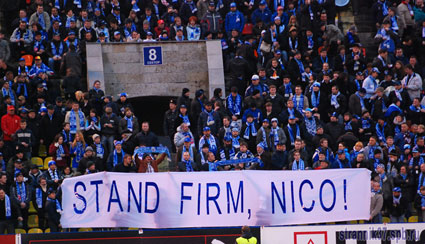 8
STAND FIRM, NICO!